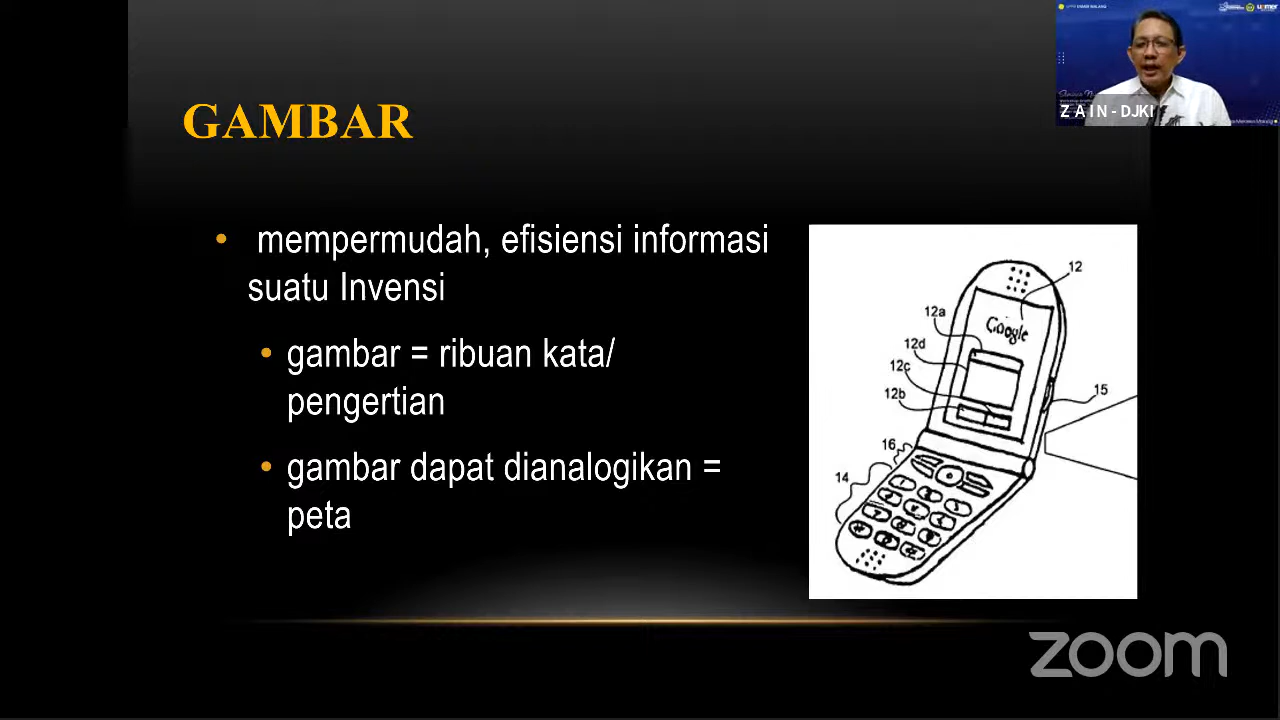 GAMBAR
Z A I N - DJKI
• mempermudah, efisiensi informasi
suatu Invensi
• gambar = ribuan kata/
pengertian
• gambar dapat dianalogikan =
peta
12
Google
12a
12d
12c
12b
15
16
14
zoom